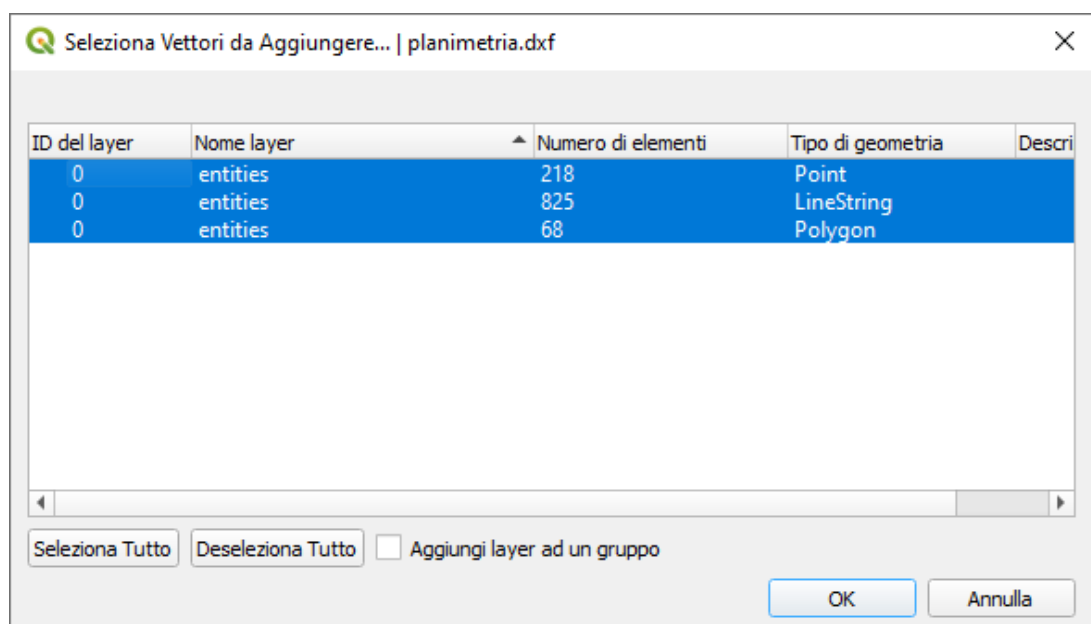 Seleziona Vettori da Aggiungere... | planimetria.dxf
ID del layer Nome layer Numero di elementi Tipo di geometria Descri
0 entities 218 Point
0 entities 825 LineString
0 entities 68 Polygon
Seleziona Tutto Deseleziona Tutto Aggiungi layer ad un gruppo
OK Annulla